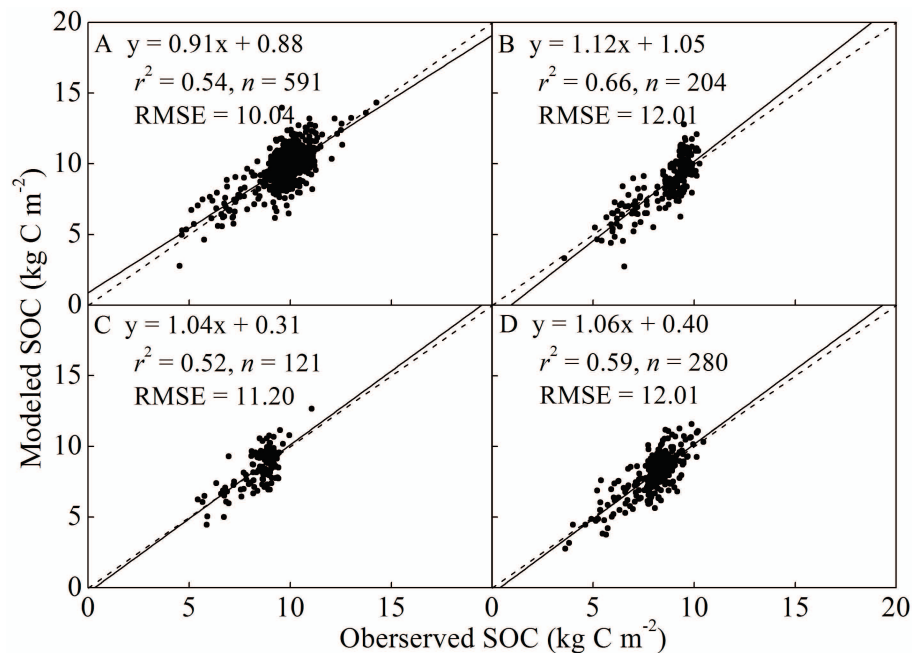 Modeled SOC (kg C m⁻²)
20
15
10
5
0
A y = 0.91x + 0.88
r² = 0.54, n = 591
RMSE = 10.04
B y = 1.12x + 1.05
r² = 0.66, n = 204
RMSE = 12.01
15
10
5
0
C y = 1.04x + 0.31
r² = 0.52, n = 121
RMSE = 11.20
D y = 1.06x + 0.40
r² = 0.59, n = 280
RMSE = 12.01
0 5 10 15 0 5 10 15 20
Oberserved SOC (kg C m⁻²)